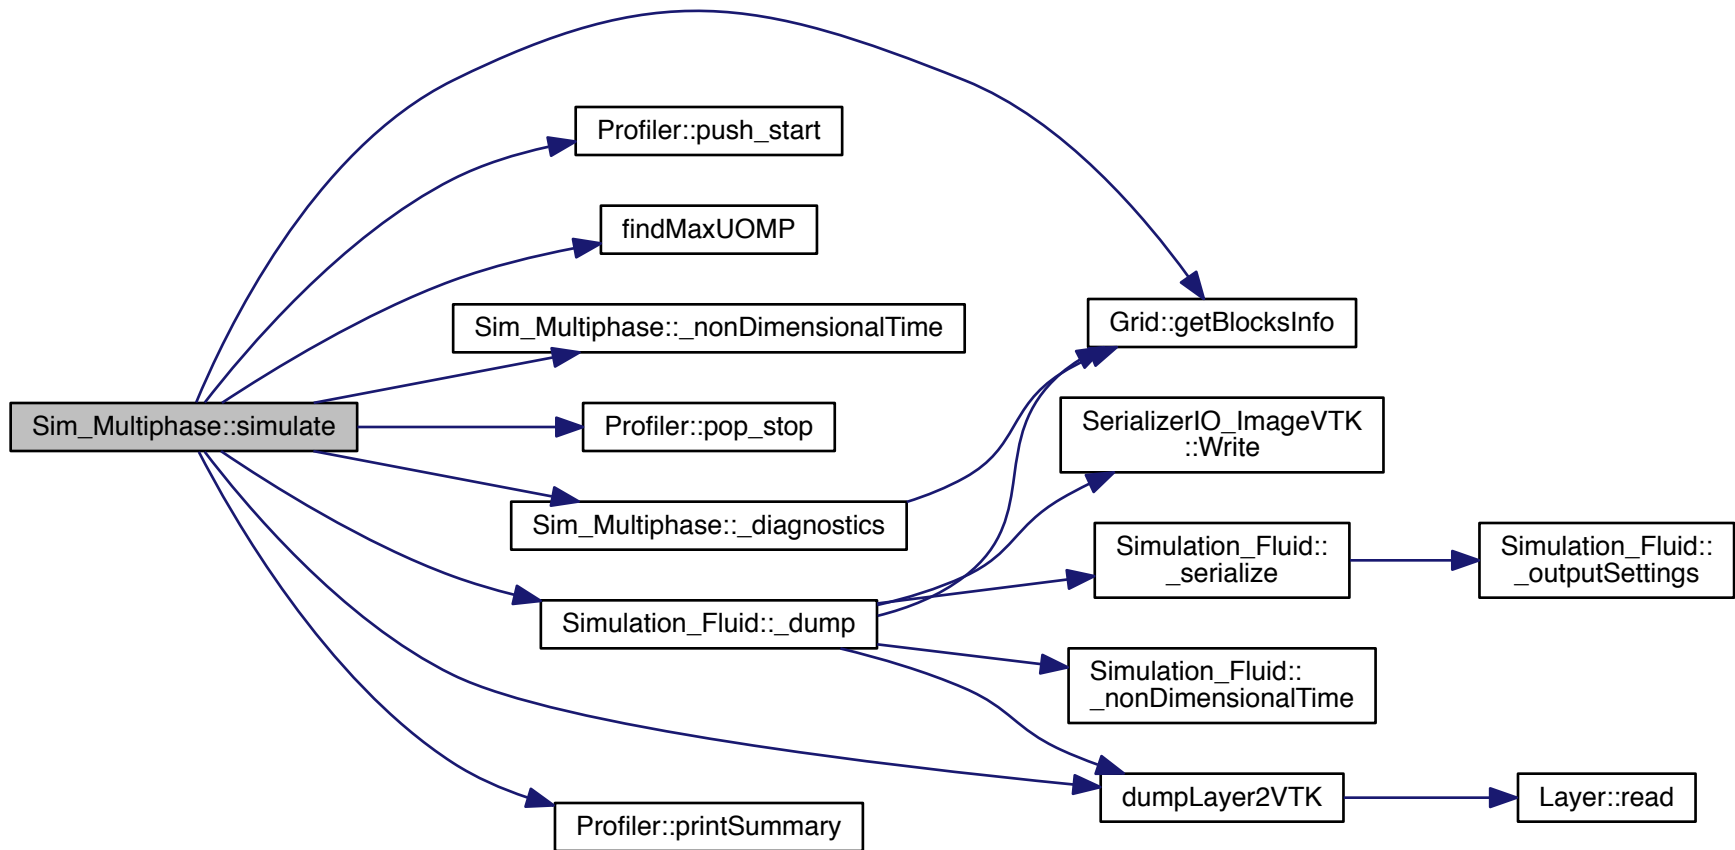 Profiler::push_start
findMaxUOMP
Sim_Multiphase::_nonDimensionalTime
Grid::getBlocksInfo
Sim_Multiphase::simulate
Profiler::pop_stop
SerializerIO_ImageVTK
::Write
Sim_Multiphase::_diagnostics
Simulation_Fluid::
_serialize
Simulation_Fluid::
_outputSettings
Simulation_Fluid::_dump
Simulation_Fluid::
_nonDimensionalTime
dumpLayer2VTK
Layer::read
Profiler::printSummary